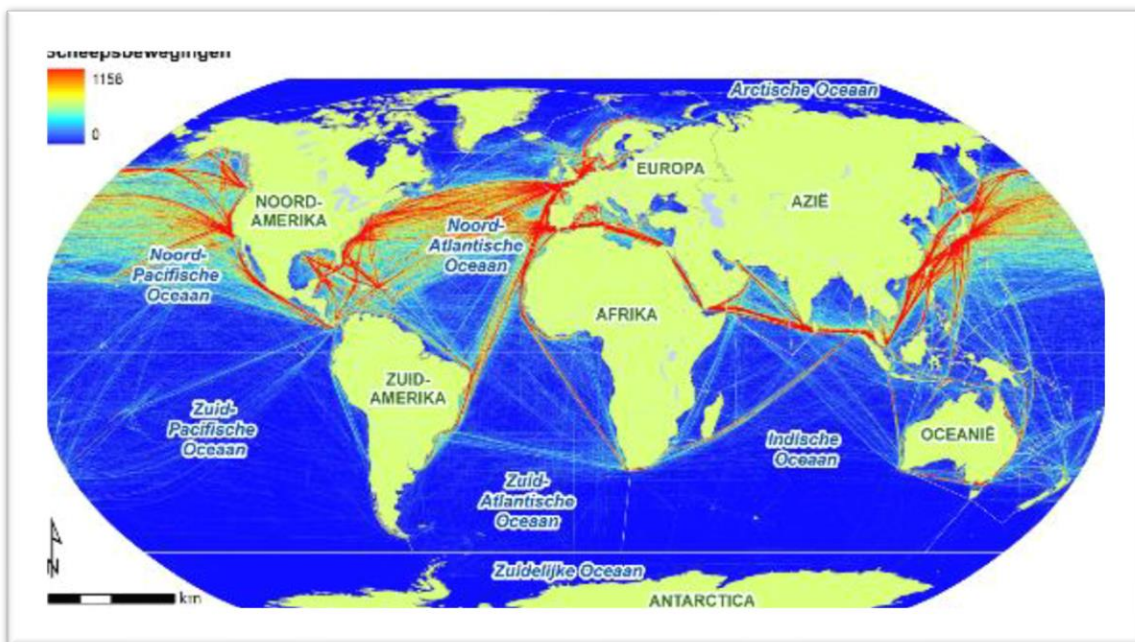 Scheepsbewegingen
1156
0
Arctische Oceaan
EUROPA
AZIË
NOORD-
AMERIKA
Noord-
Atlantische
Oceaan
Noord-
Pacifische
Oceaan
AFRIKA
ZUID-
AMERIKA
Zuid-
Pacifische
Oceaan
OCEANIË
Indische
Oceaan
Zuid-
Atlantische
Oceaan
N
Zuidelijke Oceaan
km
ANTARCTICA